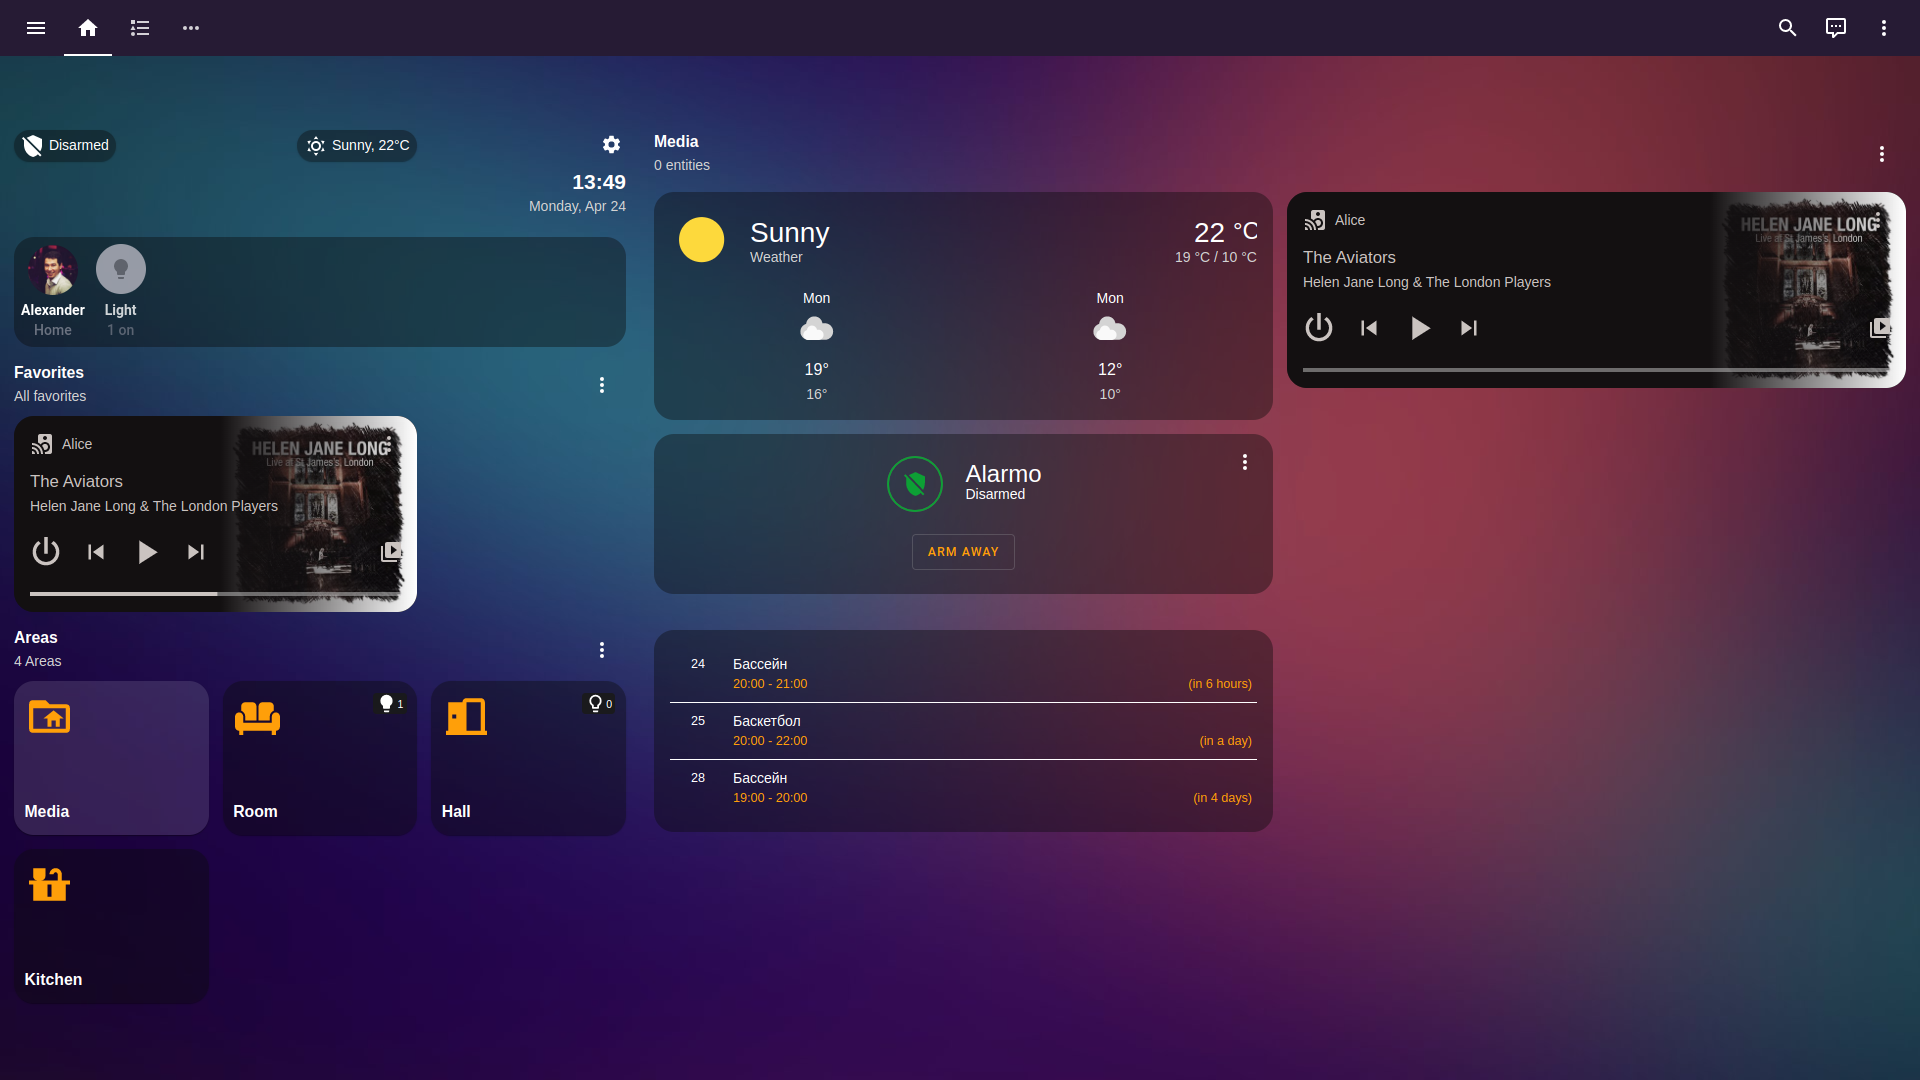 Disarmed
Sunny, 22°C
13:49
Monday, Apr 24
Alexander
Home
Light
1 on
Favorites
All favorites
Alice
The Aviators
Helen Jane Long & The London Players
HELEN JANE LONG
Live at St James's, London
Areas
4 Areas
Media
Room
1
Hall
0
Kitchen
Media
0 entities
Sunny
Weather
22 °C
19 °C / 10 °C
Mon
19°
16°
Mon
12°
10°
Alarmo
Disarmed
ARM AWAY
24
Бассейн
20:00 - 21:00
(in 6 hours)
25
Баскетбол
20:00 - 22:00
(in a day)
28
Бассейн
19:00 - 20:00
(in 4 days)
Alice
The Aviators
Helen Jane Long & The London Players
HELEN JANE LONG
Live at St James's, London